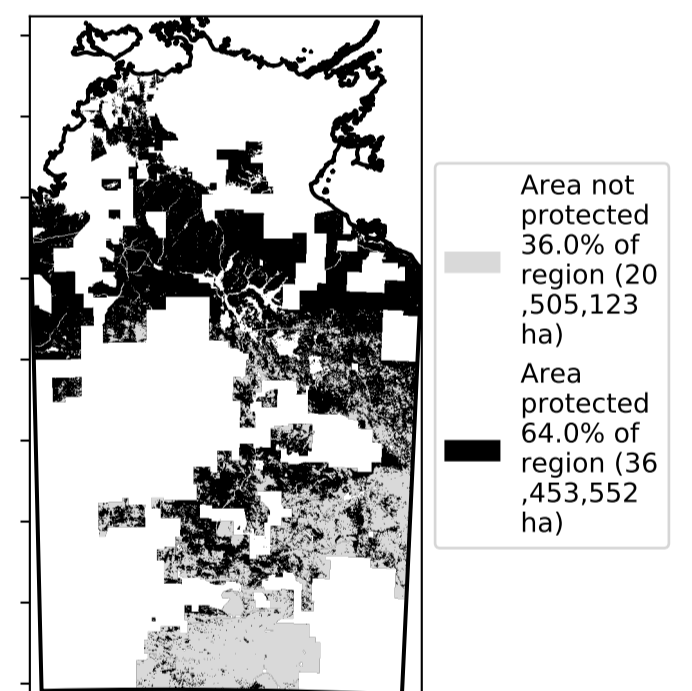 Area not
protected
36.0% of
region (20
,505,123
ha)
Area
protected
64.0% of
region (36
,453,552
ha)